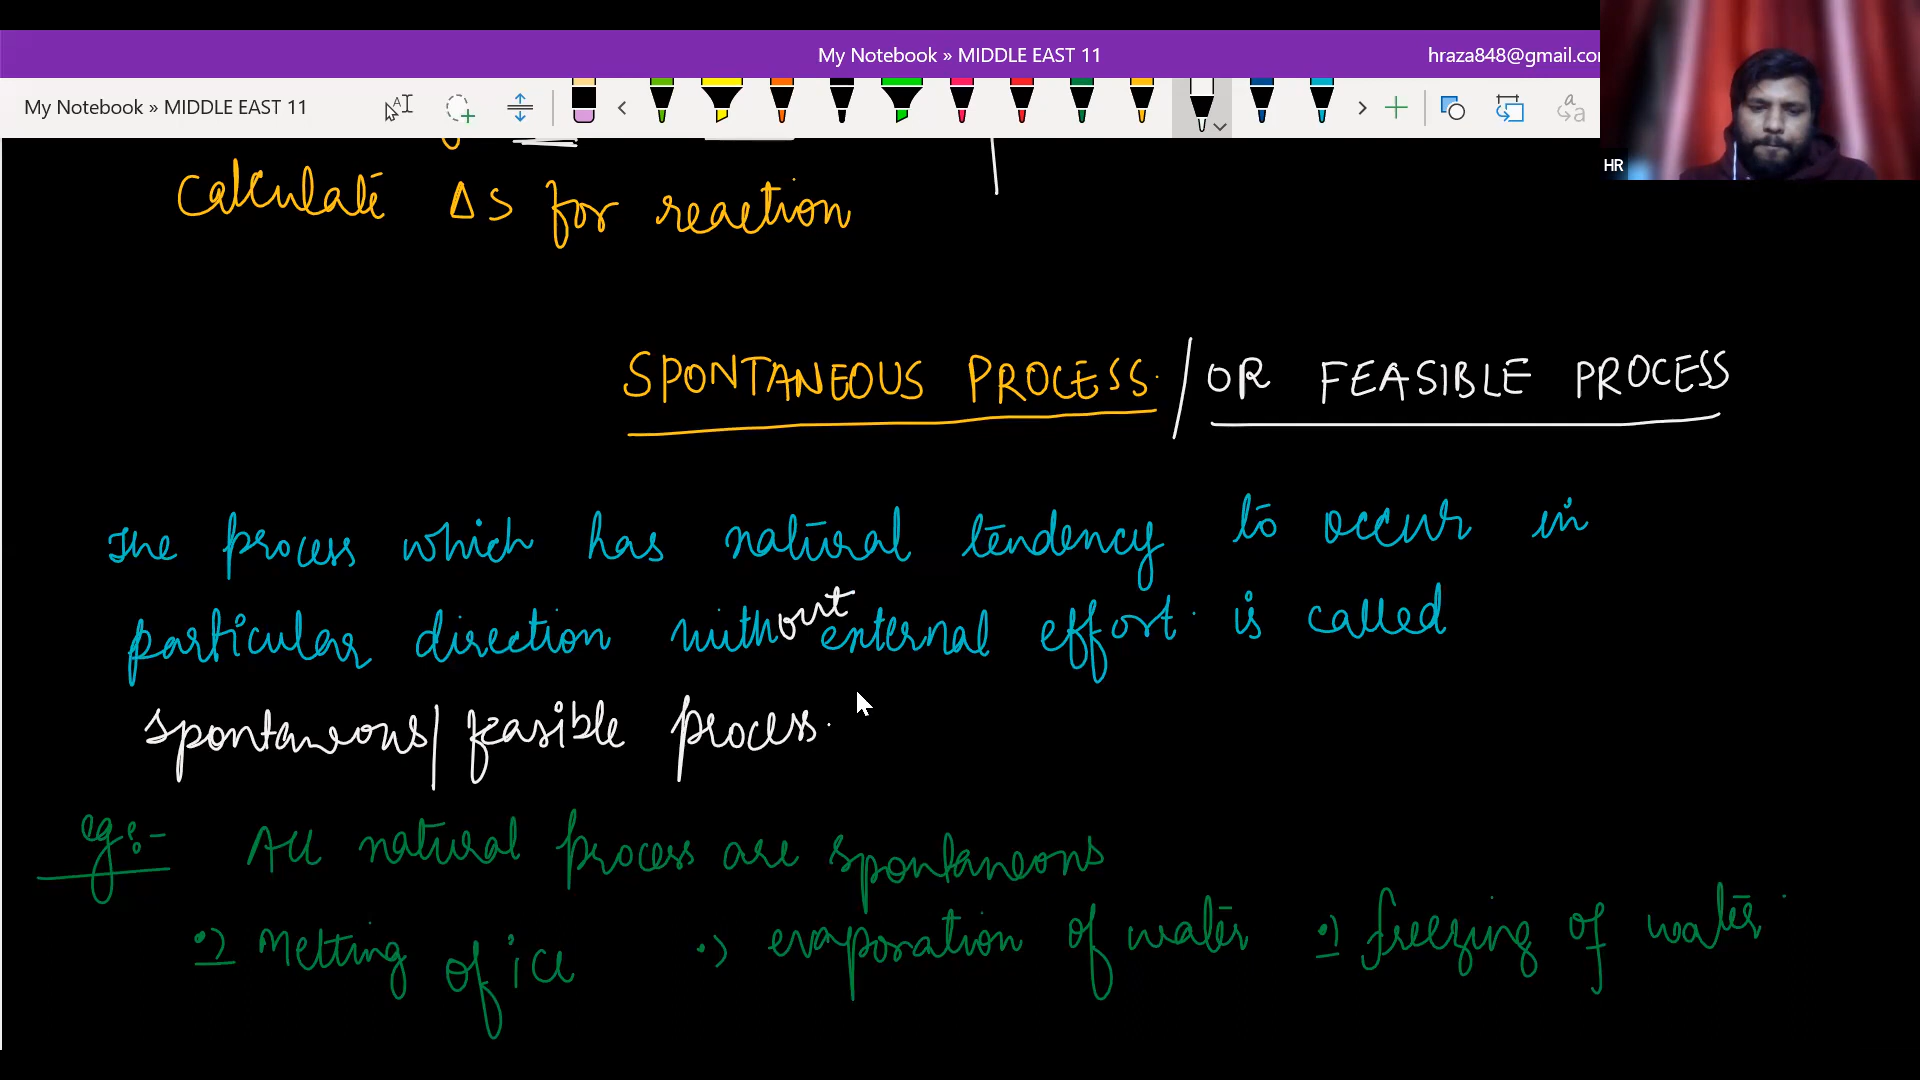 My Notebook » MIDDLE EAST 11
hraza848@gmail.co
My Notebook » MIDDLE EAST 11
HR
Calculate ΔS for reaction
SPONTANEOUS PROCESS. / OR FEASIBLE PROCESS
The process which has natural tendency to occur in
particular direction without external effort. is called
spontaneous/feasible process.
eg:- All natural process are spontaneous
•) Melting of ice •) evaporation of water •) freezing of water.